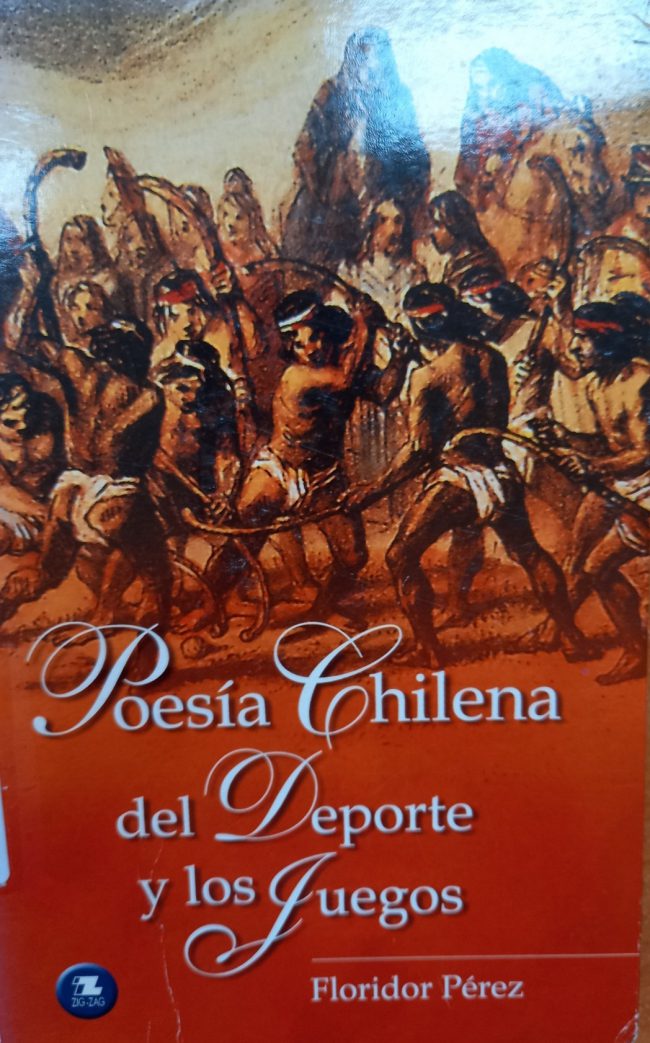 Poesía Chilena
del Deporte
y los Juegos
Floridor Pérez
ZIG-ZAG